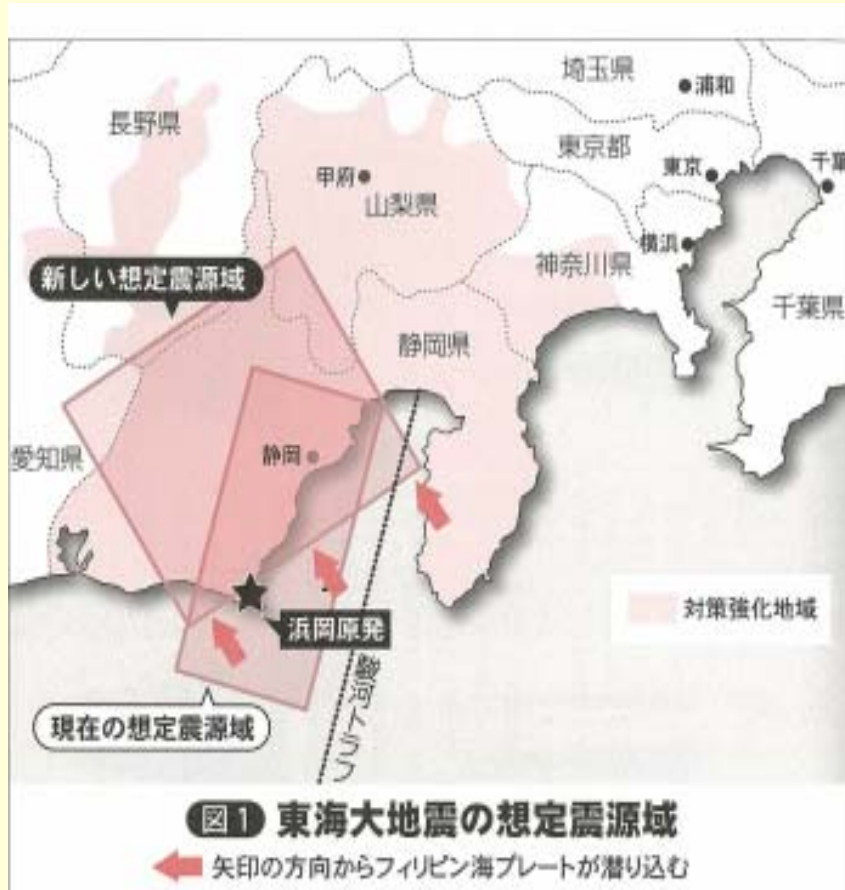 埼玉県
浦和
長野県
東京都
東京
千葉
甲府
山梨県
横浜
神奈川県
新しい想定震源域
千葉県
静岡県
愛知県
静岡
対策強化地域
浜岡原発
駿河トラフ
現在の想定震源域
図1 東海大地震の想定震源域
矢印の方向からフィリピン海プレートが潜り込む